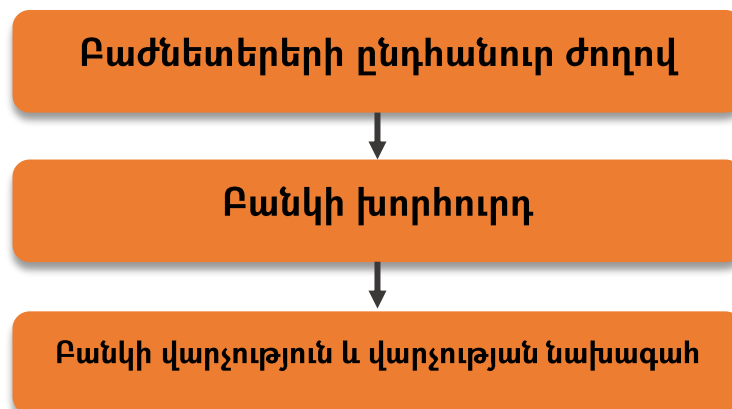 Բաժնետերերի ընդհանուր ժողով
Բանկի խորհուրդ
Բանկի վարչություն և վարչության նախագահ